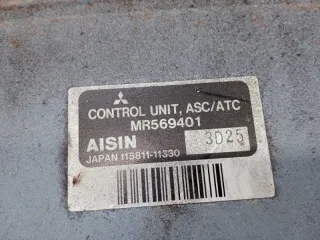 CONTROL UNIT, ASC/ATC
MR569401
AISIN 3D25
JAPAN 115811-11330